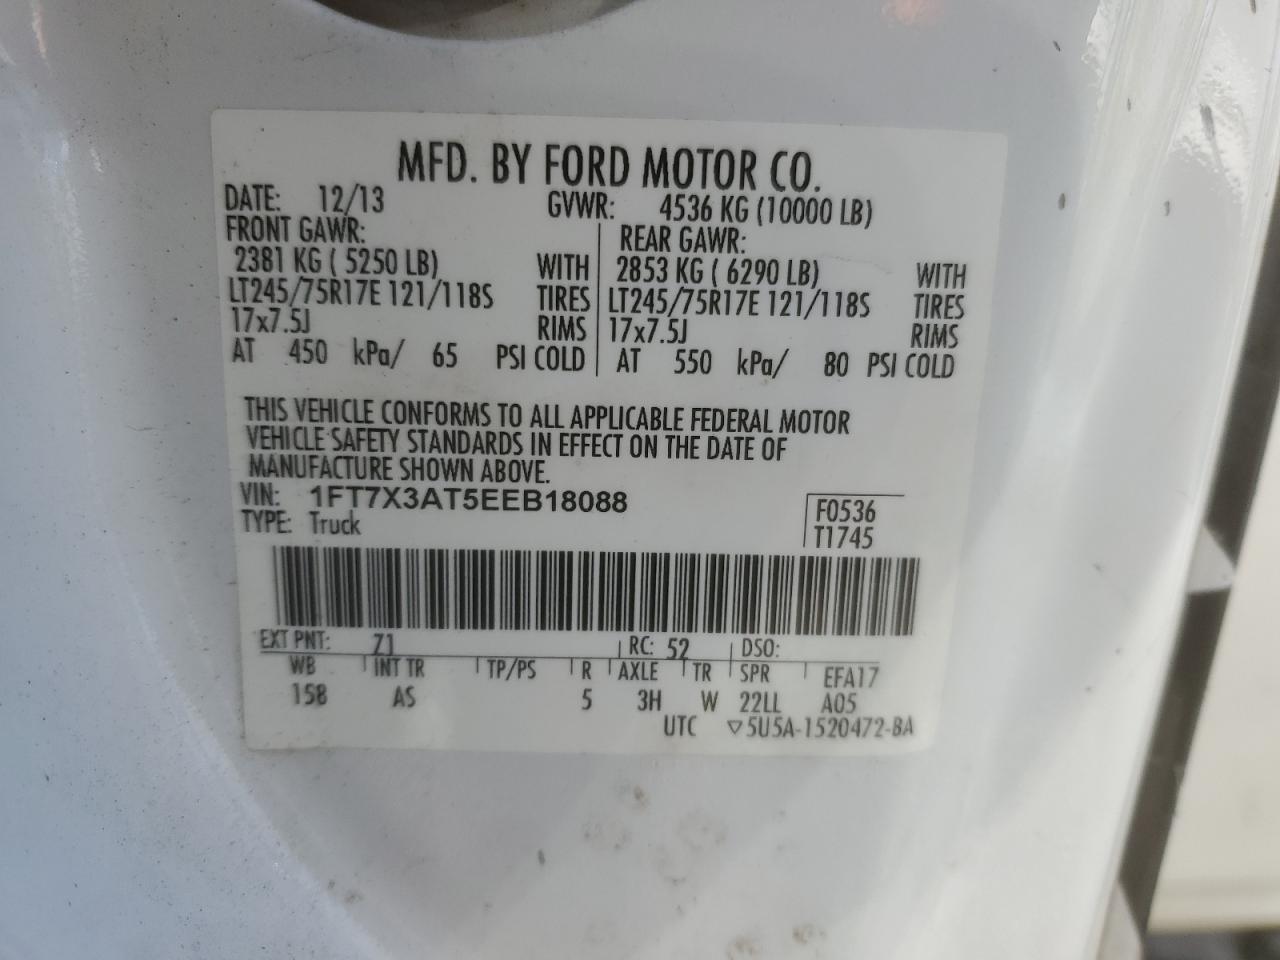 MFD. BY FORD MOTOR CO.
DATE: 12/13 GVWR: 4536 KG (10000 LB)
FRONT GAWR: REAR GAWR:
2381 KG ( 5250 LB) WITH 2853 KG ( 6290 LB) WITH
LT245/75R17E 121/118S TIRES LT245/75R17E 121/118S TIRES
17x7.5J RIMS 17x7.5J RIMS
AT 450 kPa/ 65 PSI COLD AT 550 kPa/ 80 PSI COLD
THIS VEHICLE CONFORMS TO ALL APPLICABLE FEDERAL MOTOR
VEHICLE SAFETY STANDARDS IN EFFECT ON THE DATE OF
MANUFACTURE SHOWN ABOVE.
VIN: 1FT7X3AT5EEB18088 F0536
TYPE: Truck T1745
EXT PNT: Z1 RC: 52 DSO:
WB INT TR TP/PS R AXLE TR SPR EFA17
158 AS 5 3H W 22LL A05
UTC ▽5U5A-1520472-BA